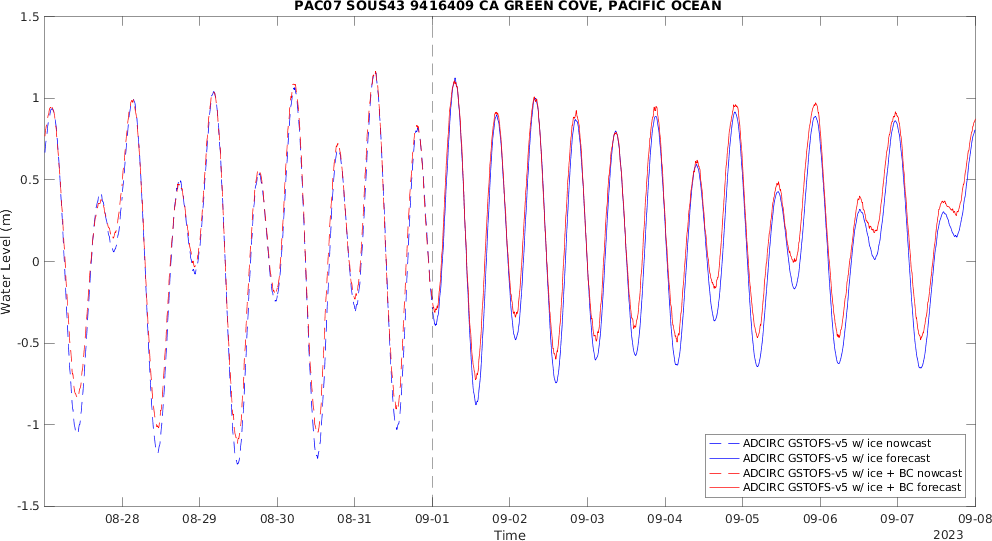 PAC07 SOUS43 9416409 CA GREEN COVE, PACIFIC OCEAN
1.5
1
0.5
0
-0.5
-1
-1.5
Water Level (m)
08-28 08-29 08-30 08-31 09-01 09-02 09-03 09-04 09-05 09-06 09-07 09-08
Time
2023
ADCIRC GSTOFS-v5 w/ ice nowcast
ADCIRC GSTOFS-v5 w/ ice forecast
ADCIRC GSTOFS-v5 w/ ice + BC nowcast
ADCIRC GSTOFS-v5 w/ ice + BC forecast